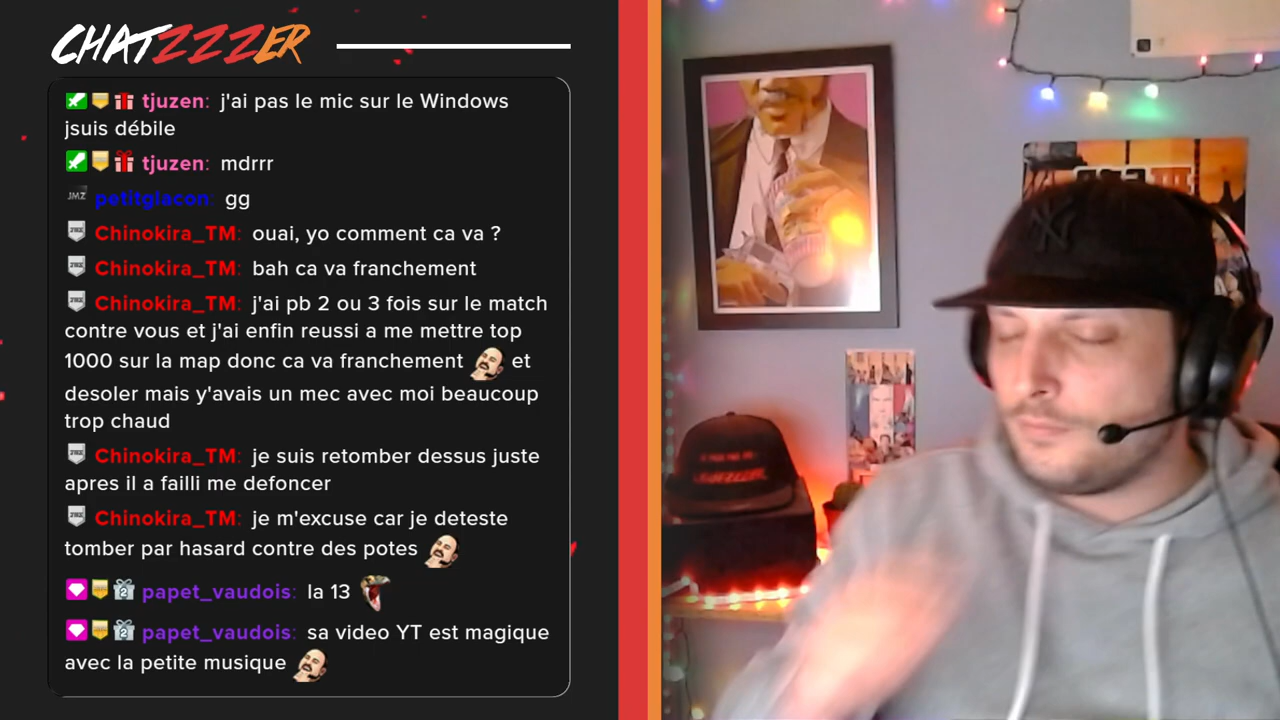 CHATZZZER
tjuzen: j'ai pas le mic sur le Windows
jsuis débile
tjuzen: mdrrr
JMZ petitglacon: gg
Chinokira_TM: ouai, yo comment ca va ?
Chinokira_TM: bah ca va franchement
Chinokira_TM: j'ai pb 2 ou 3 fois sur le match
contre vous et j'ai enfin reussi a me mettre top
1000 sur la map donc ca va franchement et
desoler mais y'avais un mec avec moi beaucoup
trop chaud
Chinokira_TM: je suis retomber dessus juste
apres il a failli me defoncer
Chinokira_TM: je m'excuse car je deteste
tomber par hasard contre des potes
2 papet_vaudois: la 13
2 papet_vaudois: sa video YT est magique
avec la petite musique
NY